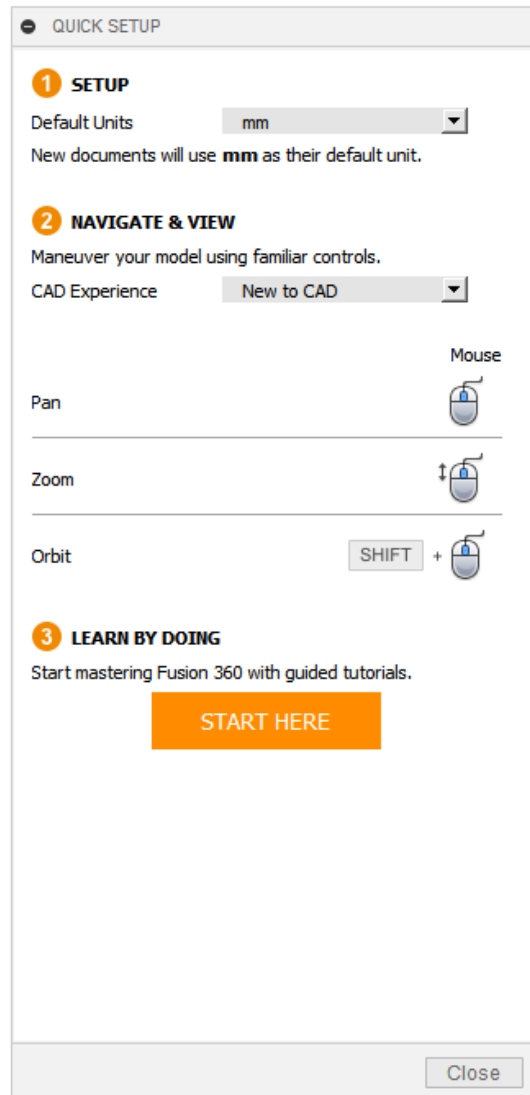 QUICK SETUP
1 SETUP
Default Units mm
New documents will use mm as their default unit.
2 NAVIGATE & VIEW
Maneuver your model using familiar controls.
CAD Experience New to CAD
Mouse
Pan
Zoom
Orbit SHIFT +
3 LEARN BY DOING
Start mastering Fusion 360 with guided tutorials.
START HERE
Close